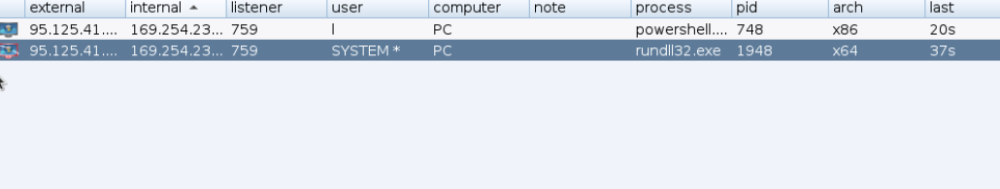 external internal listener user computer note process pid arch last
95.125.41.... 169.254.23... 759 l PC powershell.... 748 x86 20s
95.125.41.... 169.254.23... 759 SYSTEM * PC rundll32.exe 1948 x64 37s